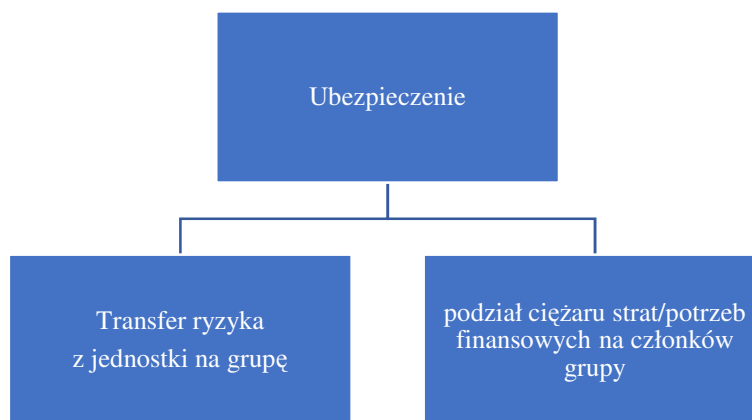 Ubezpieczenie
Transfer ryzyka
z jednostki na grupę
podział ciężaru strat/potrzeb
finansowych na członków
grupy